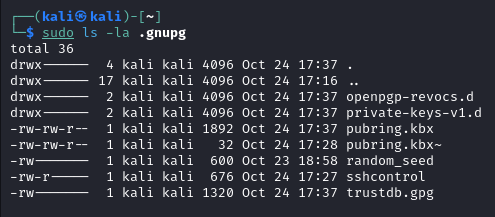 ┌──(kali㉿kali)-[~]
└─$ sudo ls -la .gnupg
total 36
drwx------  4 kali kali 4096 Oct 24 17:37 .
drwx------ 17 kali kali 4096 Oct 24 17:16 ..
drwx------  2 kali kali 4096 Oct 24 17:37 openpgp-revocs.d
drwx------  2 kali kali 4096 Oct 24 17:37 private-keys-v1.d
-rw-rw-r--  1 kali kali 1892 Oct 24 17:37 pubring.kbx
-rw-rw-r--  1 kali kali   32 Oct 24 17:28 pubring.kbx~
-rw-------  1 kali kali  600 Oct 23 18:58 random_seed
-rw-r-----  1 kali kali  676 Oct 24 17:27 sshcontrol
-rw-------  1 kali kali 1320 Oct 24 17:37 trustdb.gpg